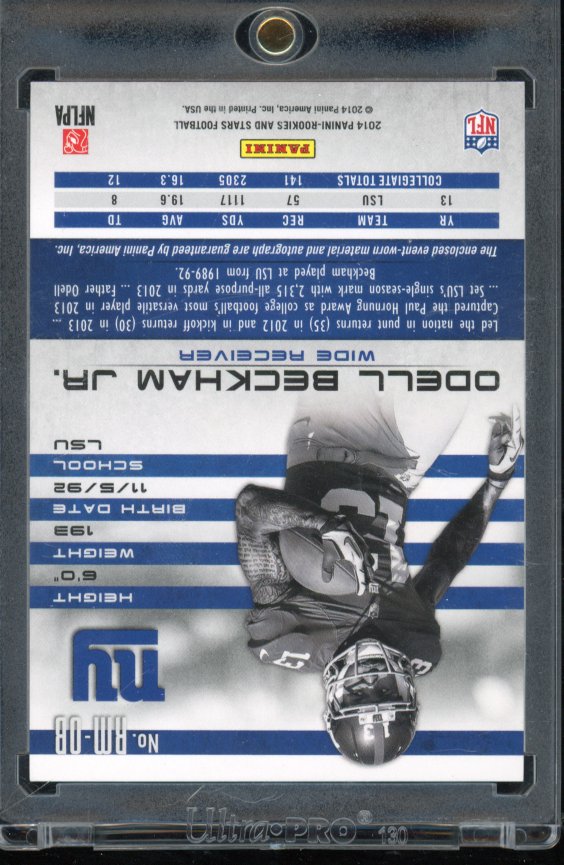 No. RM-OB
ny
HEIGHT
6'0"
WEIGHT
193
BIRTH DATE
11/5/92
SCHOOL
LSU
13
13
ODELL BECKHAM JR.
WIDE RECEIVER
Led the nation in punt returns (35) in 2012 and in kickoff returns (30) in 2013 ...
Captured the Paul Hornung Award as college football's most versatile player in 2013
... Set LSU's single-season mark with 2,315 all-purpose yards in 2013 ... Father Odell
Beckham played at LSU from 1989-92.
The enclosed event-worn material and autograph are guaranteed by Panini America, Inc.
YR TEAM REC YDS AVG TD
13 LSU 57 1117 19.6 8
COLLEGIATE TOTALS 141 2305 16.3 12
NFL
PANINI
2014 PANINI-ROOKIES AND STARS FOOTBALL
© 2014 Panini America, Inc. Printed in the USA.
NFLPA
Ultra•PRO® 130